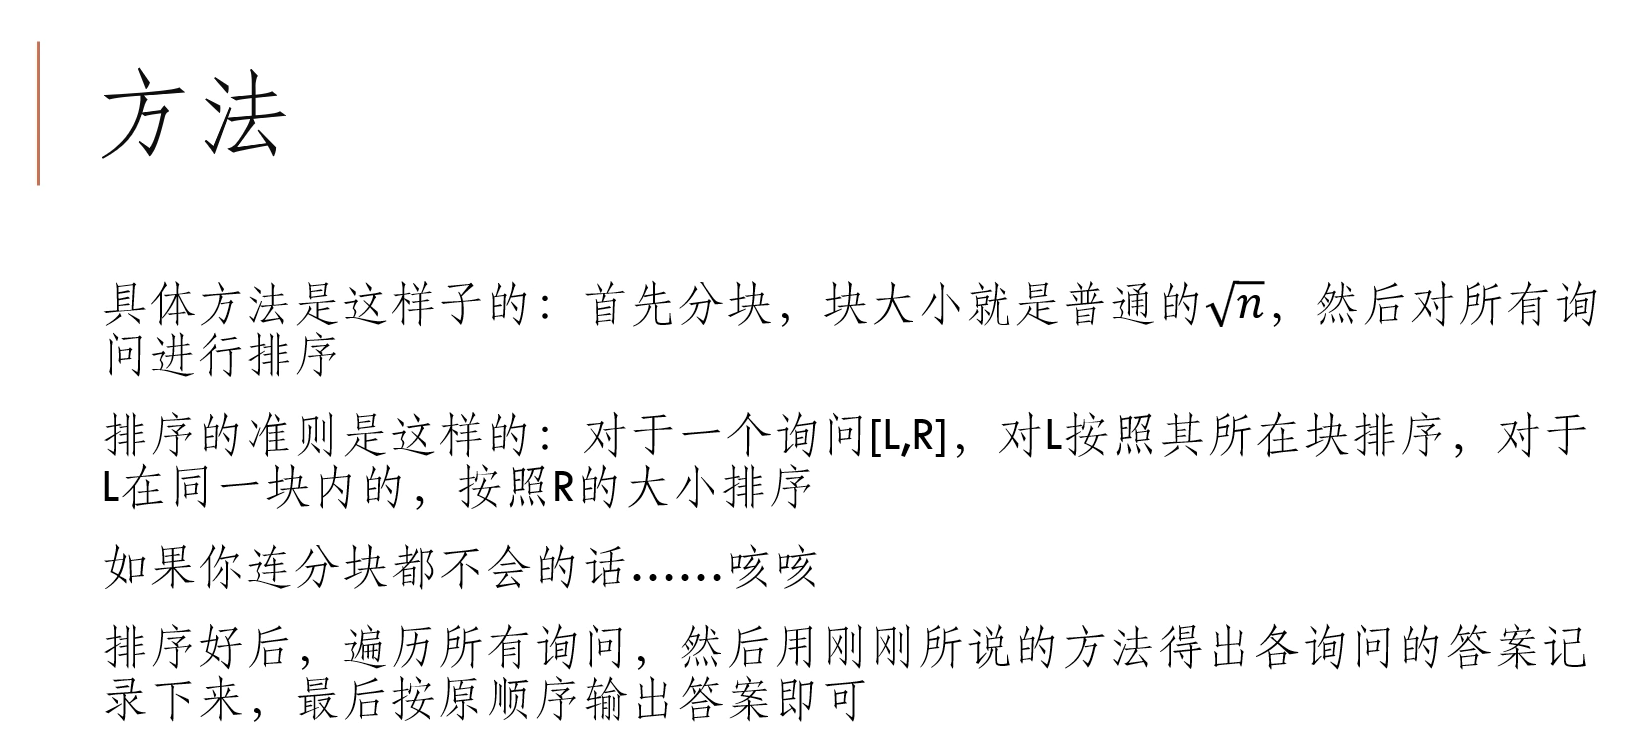 方法
具体方法是这样子的：首先分块，块大小就是普通的√n，然后对所有询
问进行排序
排序的准则是这样的：对于一个询问[L,R]，对L按照其所在块排序，对于
L在同一块内的，按照R的大小排序
如果你连分块都不会的话……咳咳
排序好后，遍历所有询问，然后用刚刚所说的方法得出各询问的答案记
录下来，最后按原顺序输出答案即可